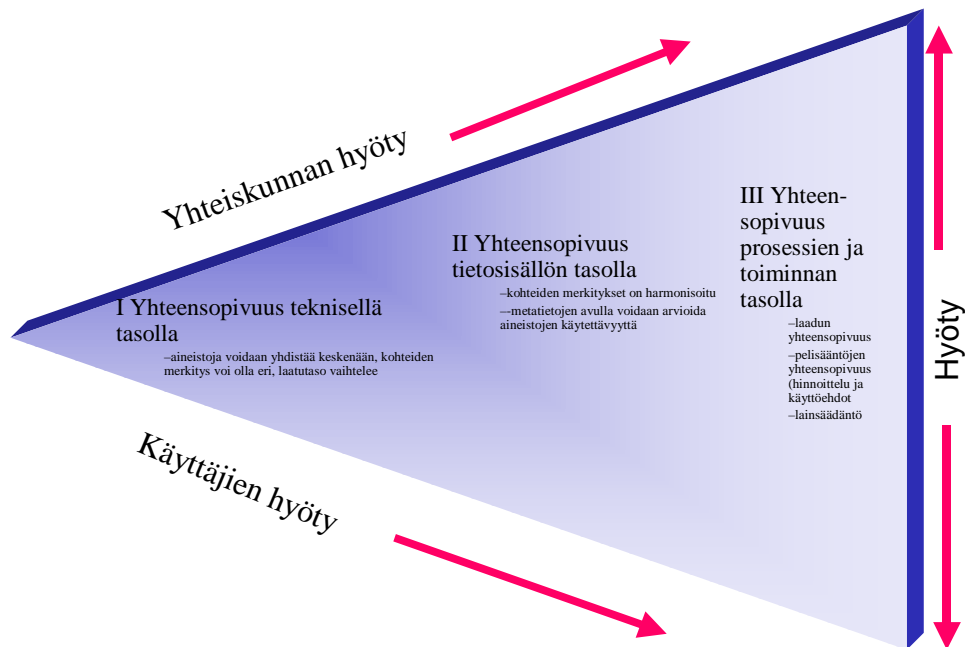 Yhteiskunnan hyöty
I Yhteensopivuus teknisellä
tasolla
–aineistoja voidaan yhdistää keskenään, kohteiden
merkitys voi olla eri, laatutaso vaihtelee
II Yhteensopivuus
tietosisällön tasolla
–kohteiden merkitykset on harmonisoitu
–-metatietojen avulla voidaan arvioida
aineistojen käytettävyyttä
III Yhteen-
sopivuus
prosessien ja
toiminnan
tasolla
–laadun
yhteensopivuus
–pelisääntöjen
yhteensopivuus
(hinnoittelu ja
käyttöehdot
–lainsäädäntö
Hyöty
Käyttäjien hyöty